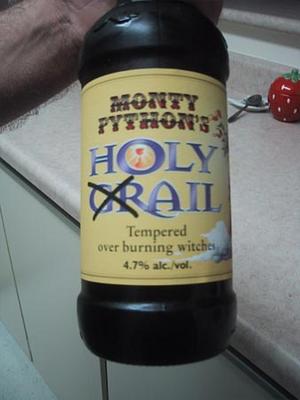 MONTY
PYTHON'S
HOLY
GRAIL
Tempered
over burning witches
4.7% alc./vol.